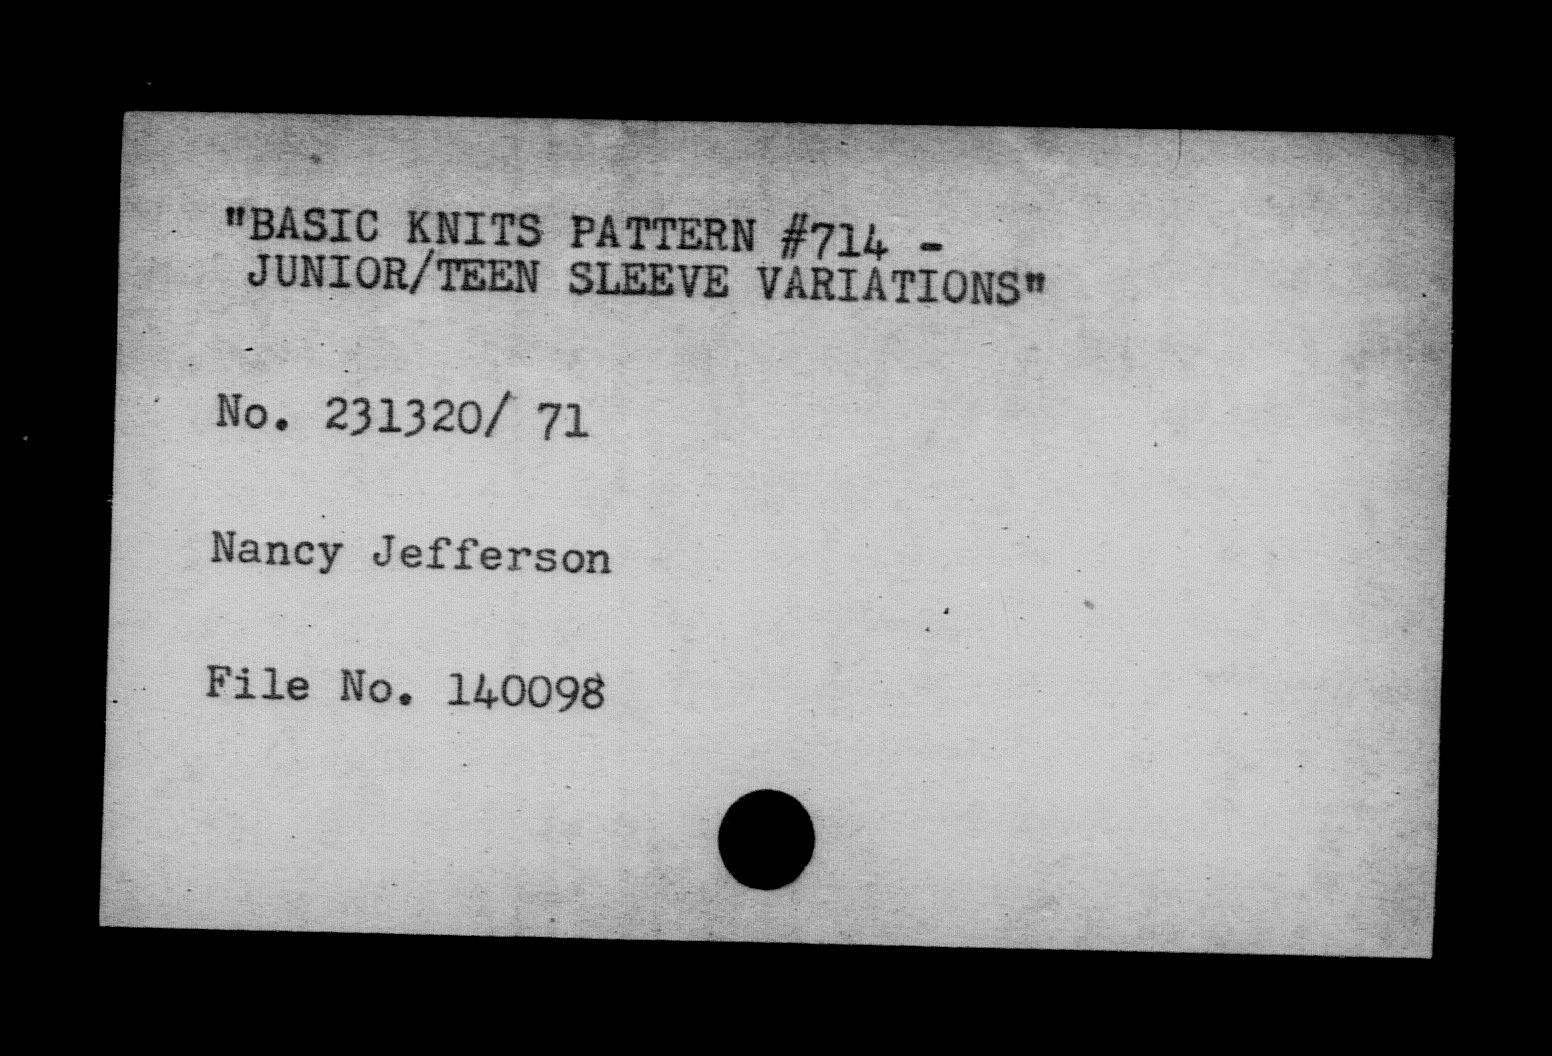 "BASIC KNITS PATTERN #714 -
JUNIOR/TEEN SLEEVE VARIATIONS"
No. 231320/ 71
Nancy Jefferson
File No. 140098